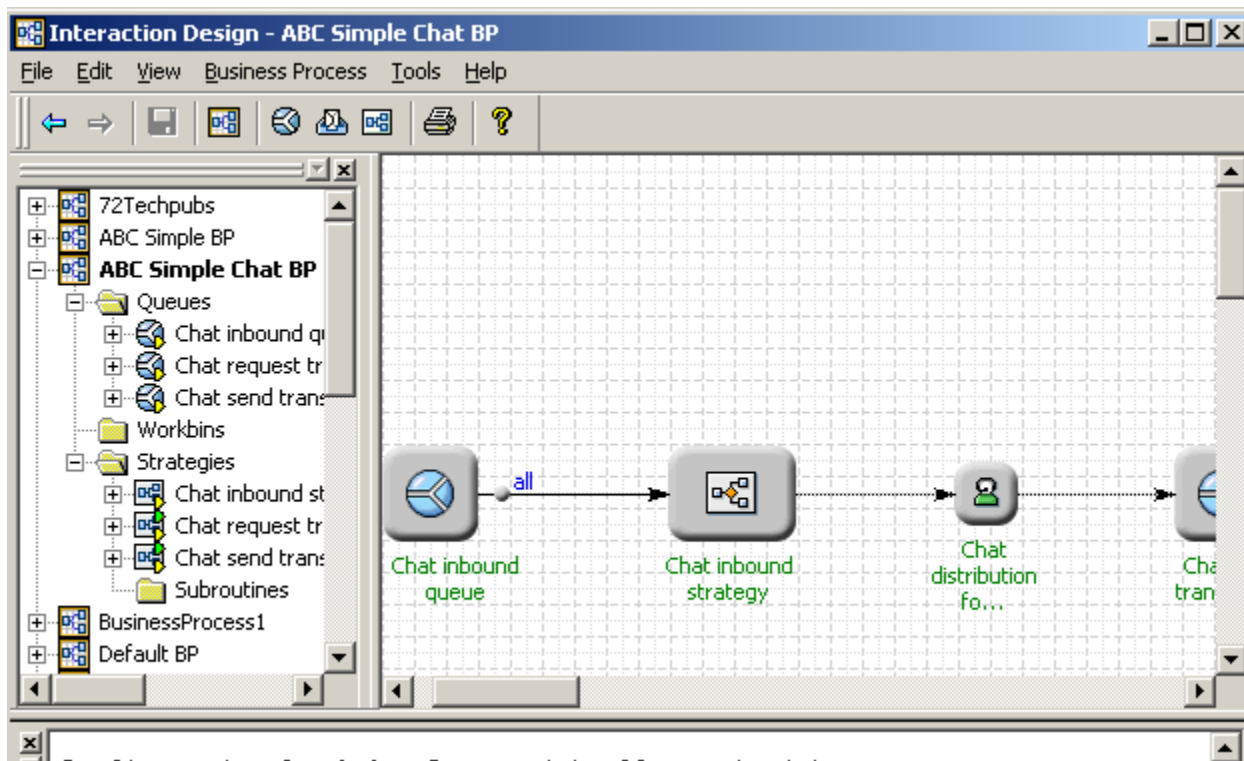 Interaction Design - ABC Simple Chat BP
File Edit View Business Process Tools Help
72Techpubs
ABC Simple BP
ABC Simple Chat BP
Queues
Chat inbound
Chat request tr
Chat send trans
Workbins
Strategies
Chat inbound st
Chat request tr
Chat send trans
Subroutines
BusinessProcess1
Default BP
all
Chat inbound
queue
Chat inbound
strategy
Chat
distribution
fo...
Cha
tran